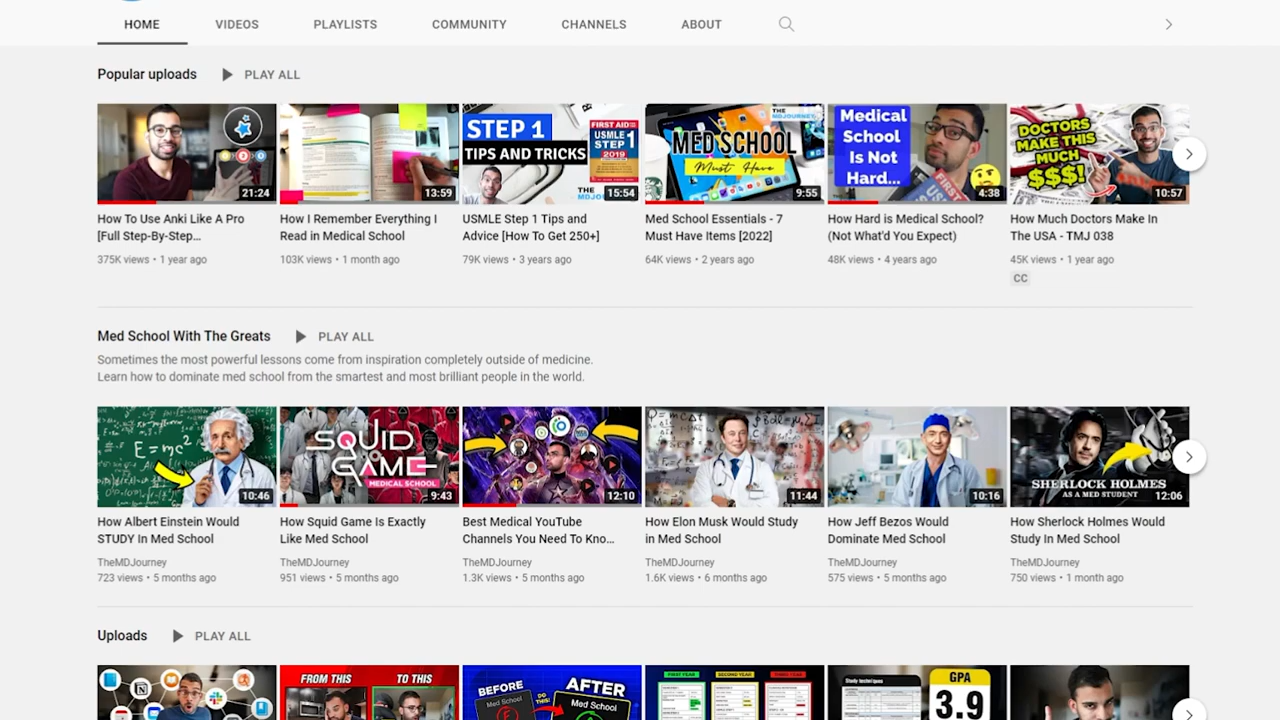 HOME VIDEOS PLAYLISTS COMMUNITY CHANNELS ABOUT
Popular uploads PLAY ALL
21:24
13:59
STEP 1
TIPS AND TRICKS
FIRST AID
USMLE
STEP 1
2019
THE
15:54
THE
MDJOURNEY
MED SCHOOL
Must Have
9:55
Medical
School
Is Not
Hard...
FIRST
4:38
DOCTORS
MAKE THIS
MUCH
$$$!
10:57
How To Use Anki Like A Pro
[Full Step-By-Step...
375K views • 1 year ago
How I Remember Everything I
Read in Medical School
103K views • 1 month ago
USMLE Step 1 Tips and
Advice [How To Get 250+]
79K views • 3 years ago
Med School Essentials - 7
Must Have Items [2022]
64K views • 2 years ago
How Hard is Medical School?
(Not What'd You Expect)
48K views • 4 years ago
How Much Doctors Make In
The USA - TMJ 038
45K views • 1 year ago
CC
Med School With The Greats PLAY ALL
Sometimes the most powerful lessons come from inspiration completely outside of medicine.
Learn how to dominate med school from the smartest and most brilliant people in the world.
E=mc²
10:46
SQUID
GAME
MEDICAL SCHOOL
9:43
12:10
11:44
10:16
SHERLOCK HOLMES
AS A MED STUDENT
12:06
How Albert Einstein Would
STUDY In Med School
TheMDJourney
723 views • 5 months ago
How Squid Game Is Exactly
Like Med School
TheMDJourney
951 views • 5 months ago
Best Medical YouTube
Channels You Need To Kno...
TheMDJourney
1.3K views • 5 months ago
How Elon Musk Would Study
in Med School
TheMDJourney
1.6K views • 6 months ago
How Jeff Bezos Would
Dominate Med School
TheMDJourney
575 views • 5 months ago
How Sherlock Holmes Would
Study In Med School
TheMDJourney
750 views • 1 month ago
Uploads PLAY ALL
FROM THIS TO THIS
BEFORE
Med School
DO
THIS
AFTER
Med School
FIRST YEAR SECOND YEAR THIRD YEAR
Study techniques
GPA
3.9